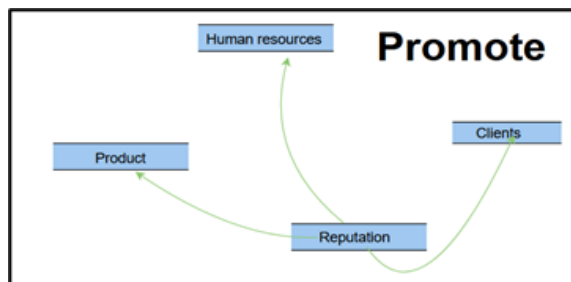 Human resources
Promote
Clients
Product
Reputation